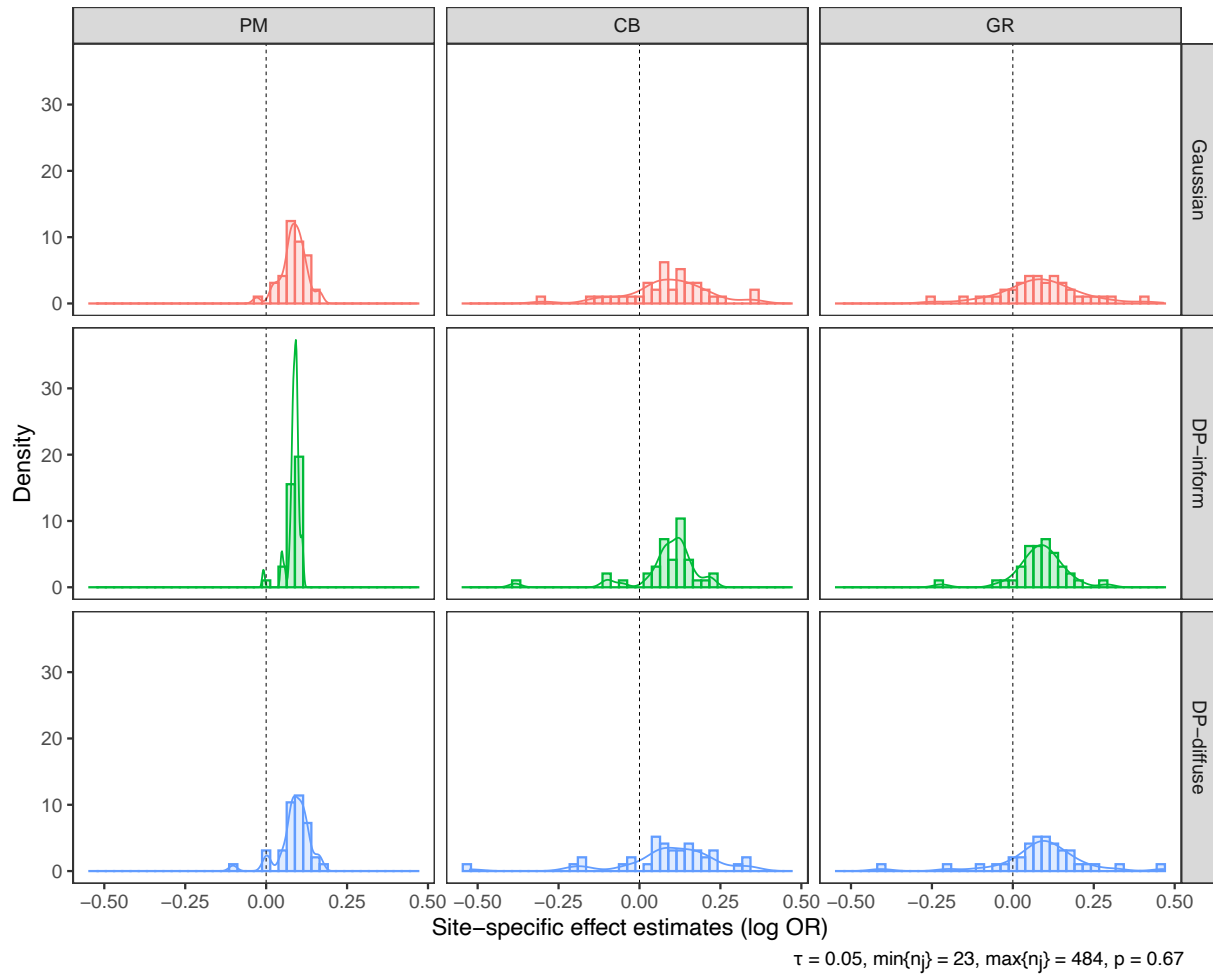 PM CB GR
30
20
10
0
Gaussian
30
20
10
0
DP−inform
Density
30
20
10
0
DP−diffuse
−0.50 −0.25 0.00 0.25 0.50 −0.50 −0.25 0.00 0.25 0.50 −0.50 −0.25 0.00 0.25 0.50
Site−specific effect estimates (log OR)
τ = 0.05, min{nj} = 23, max{nj} = 484, p = 0.67